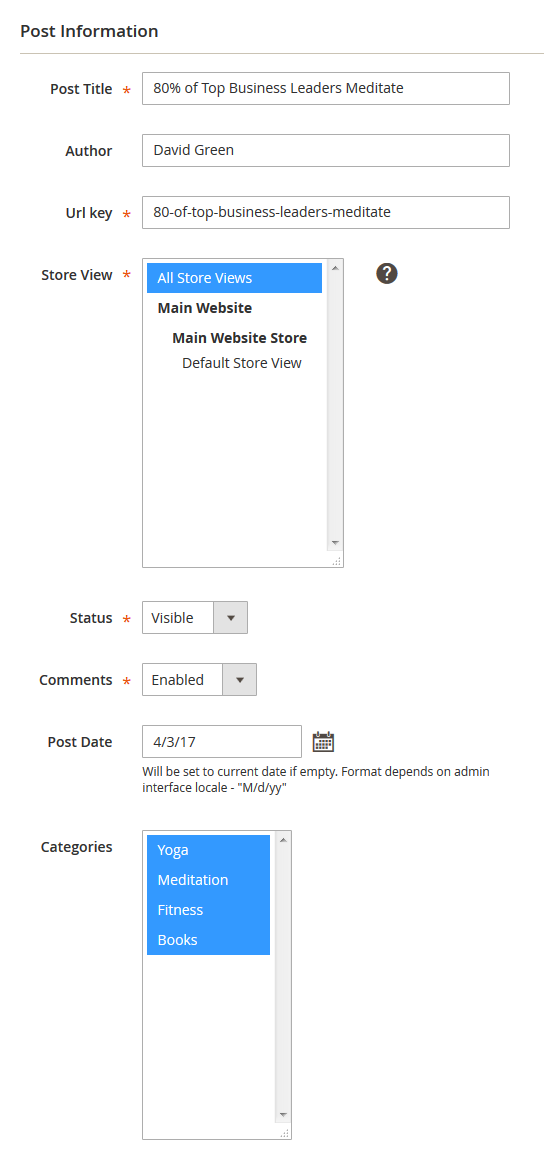 Post Information
Post Title * 80% of Top Business Leaders Meditate
Author David Green
Url key * 80-of-top-business-leaders-meditate
Store View * All Store Views ?
Main Website
Main Website Store
Default Store View
Status * Visible
Comments * Enabled
Post Date 4/3/17
Will be set to current date if empty. Format depends on admin
interface locale - "M/d/yy"
Categories Yoga
Meditation
Fitness
Books